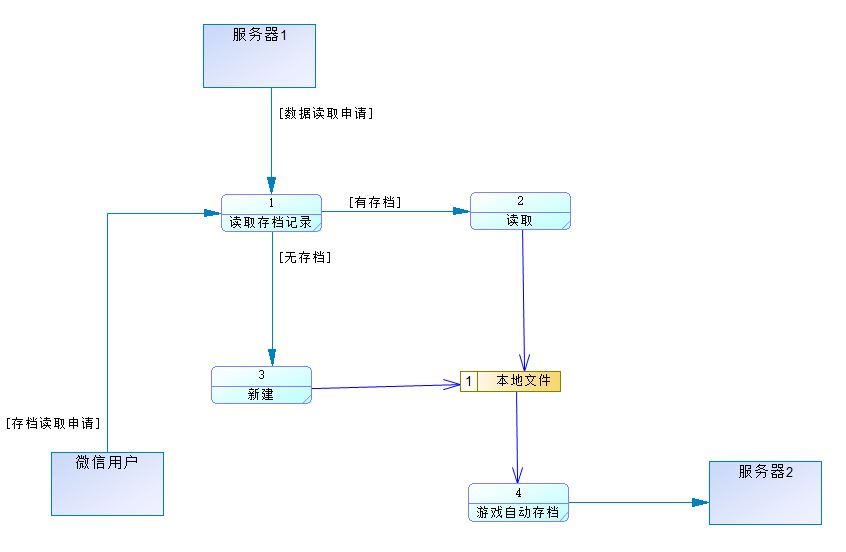 服务器1
[数据读取申请]
1
读取存档记录
[有存档]
2
读取
[无存档]
3
新建
1 本地文件
[存档读取申请]
微信用户
4
游戏自动存档
服务器2